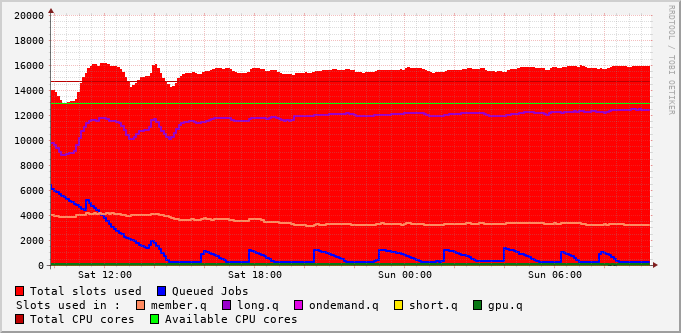 20000
18000
16000
14000
12000
10000
8000
6000
4000
2000
0
Sat 12:00 Sat 18:00 Sun 00:00 Sun 06:00
RRDTOOL / TOBI OETIKER
Total slots used Queued Jobs
Slots used in : member.q long.q ondemand.q short.q gpu.q
Total CPU cores Available CPU cores